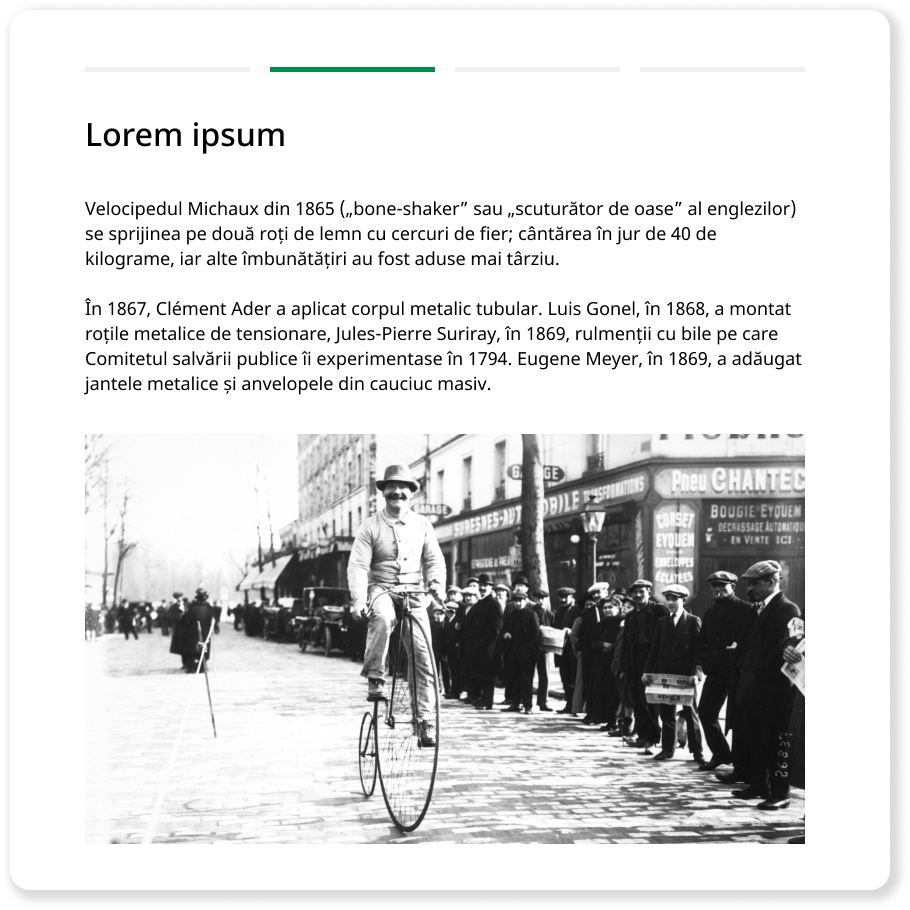 Lorem ipsum
Velocipedul Michaux din 1865 („bone-shaker” sau „scuturător de oase” al englezilor)
se sprijinea pe două roți de lemn cu cercuri de fier; cântărea în jur de 40 de
kilograme, iar alte îmbunătățiri au fost aduse mai târziu.
În 1867, Clément Ader a aplicat corpul metalic tubular. Luis Gonel, în 1868, a montat
roțile metalice de tensionare, Jules-Pierre Suriray, în 1869, rulmenții cu bile pe care
Comitetul salvării publice îi experimentase în 1794. Eugene Meyer, în 1869, a adăugat
jantele metalice și anvelopele din cauciuc masiv.
GARAGE
GARAGE
SURESNES-AUTOMOBILE TRANSFORMATIONS
Pneu CHANTEC
CORSET
EYQUEM
POUR
ENVELOPPES
ÉCLATÉES
BOUGIE EYQUEM
DÉCRASSAGE AUTOMATIQUE
- EN VENTE ICI -